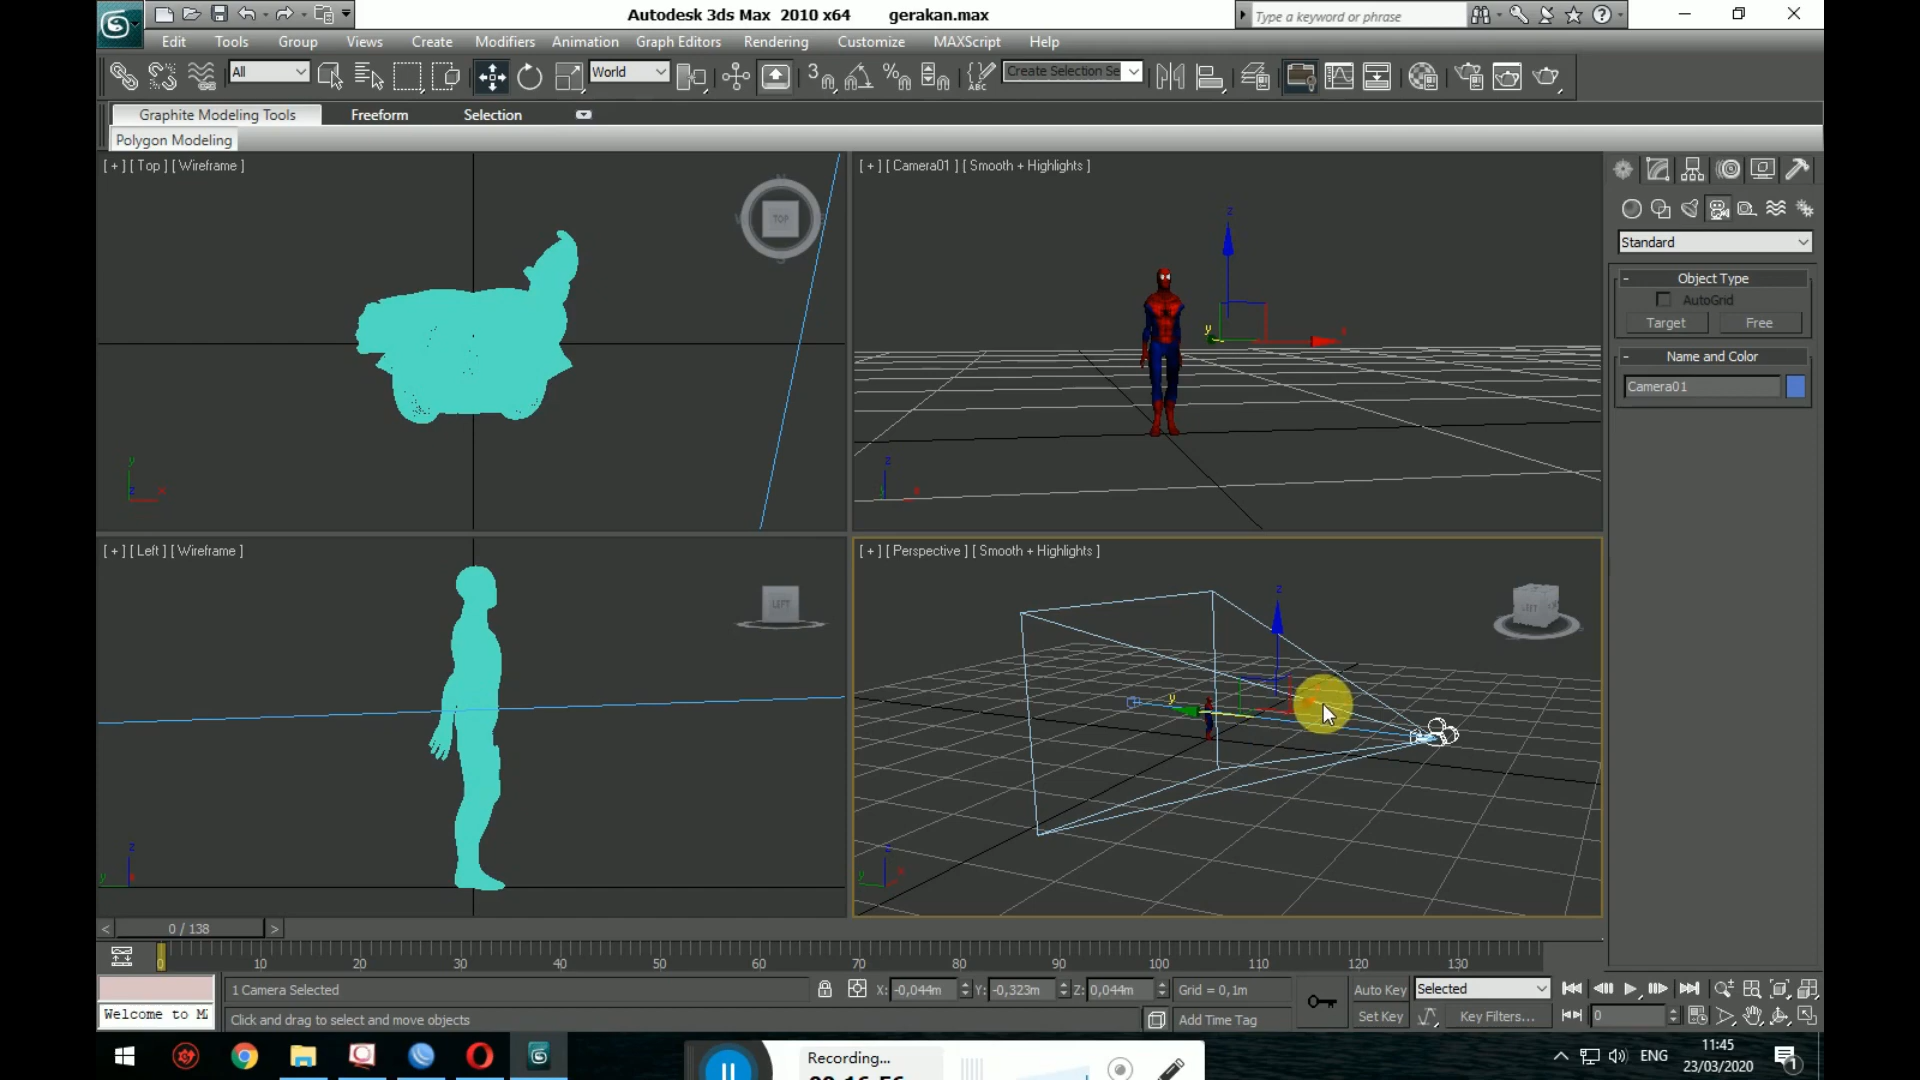 Autodesk 3ds Max 2010 x64 gerakan.max
Type a keyword or phrase
Edit Tools Group Views Create Modifiers Animation Graph Editors Rendering Customize MAXScript Help
All
World
3
ABC
Create Selection Se
Graphite Modeling Tools Freeform Selection
Polygon Modeling
[ + ] [ Top ] [ Wireframe ]
TOP
y
z x
[ + ] [ Camera01 ] [ Smooth + Highlights ]
z
y
x
z
x
Standard
- Object Type
AutoGrid
Target Free
- Name and Color
Camera01
[ + ] [ Left ] [ Wireframe ]
LEFT
z
y
[ + ] [ Perspective ] [ Smooth + Highlights ]
z
y
LEFT
z
y x
< 0 / 138 >
0 10 20 30 40 50 60 70 80 90 100 110 120 130
1 Camera Selected
X: -0,044m Y: -0,323m Z: 0,044m Grid = 0,1m
Auto Key Selected
Welcome to M
Click and drag to select and move objects
Add Time Tag
Set Key Key Filters...
0
Recording...
ENG
11:45
23/03/2020
1